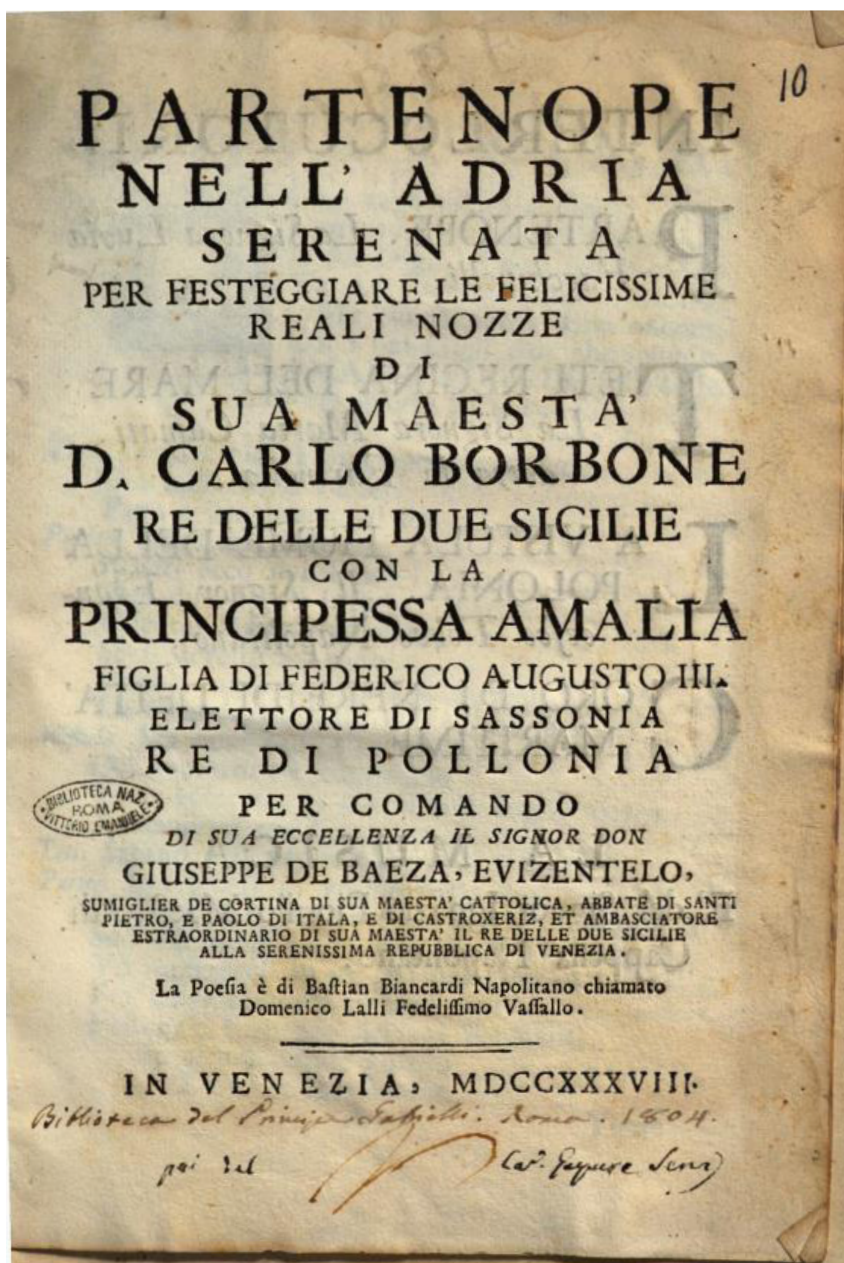 10
PARTENOPE
NELL' ADRIA
SERENATA
PER FESTEGGIARE LE FELICISSIME
REALI NOZZE
DI
SUA MAESTA'
D. CARLO BORBONE
RE DELLE DUE SICILIE
CON LA
PRINCIPESSA AMALIA
FIGLIA DI FEDERICO AUGUSTO III.
ELETTORE DI SASSONIA
RE DI POLLONIA
BIBLIOTECA NAZ.
ROMA
VITTORIO EMANUELE
PER COMANDO
DI SUA ECCELLENZA IL SIGNOR DON
GIUSEPPE DE BAEZA, EVIZENTELO,
SUMIGLIER DE CORTINA DI SUA MAESTA' CATTOLICA, ABBATE DI SANTI
PIETRO, E PAOLO DI ITALA, E DI CASTROXERIZ, ET AMBASCIATORE
ESTRAORDINARIO DI SUA MAESTA' IL RE DELLE DUE SICILIE
ALLA SERENISSIMA REPUBBLICA DI VENEZIA.
La Poeſia è di Baſtian Biancardi Napolitano chiamato
Domenico Lalli Fedeliſſimo Vaſſallo.
IN VENEZIA, MDCCXXXVIII.
Biblioteca del Roma. 1804.
poi del Cav.